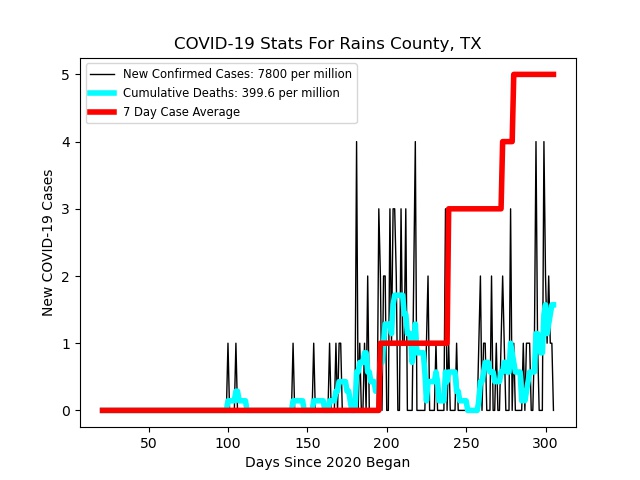 COVID-19 Stats For Rains County, TX
New Confirmed Cases: 7800 per million
Cumulative Deaths: 399.6 per million
7 Day Case Average
New COVID-19 Cases
5
4
3
2
1
0
50 100 150 200 250 300
Days Since 2020 Began